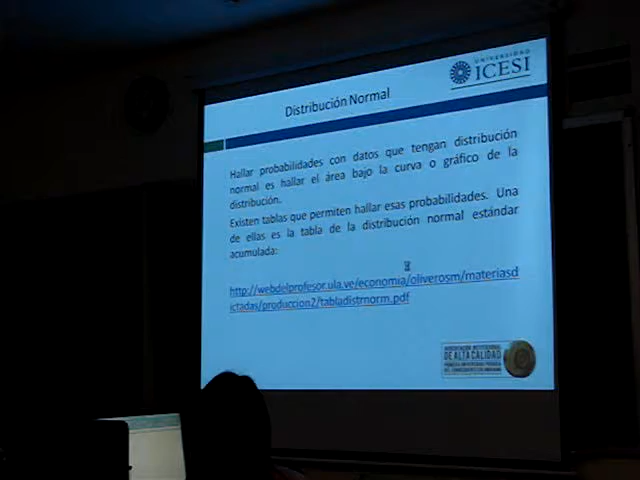 UNIVERSIDAD
ICESI
Distribución Normal
Hallar probabilidades con datos que tengan distribución
normal es hallar el área bajo la curva o gráfico de la
distribución.
Existen tablas que permiten hallar esas probabilidades. Una
de ellas es la tabla de la distribución normal estándar
acumulada:
http://webdelprofesor.ula.ve/economia/oliverosm/materiasd
ictadas/produccion2/tabladistrnorm.pdf
ACREDITACIÓN INSTITUCIONAL
DE ALTA CALIDAD